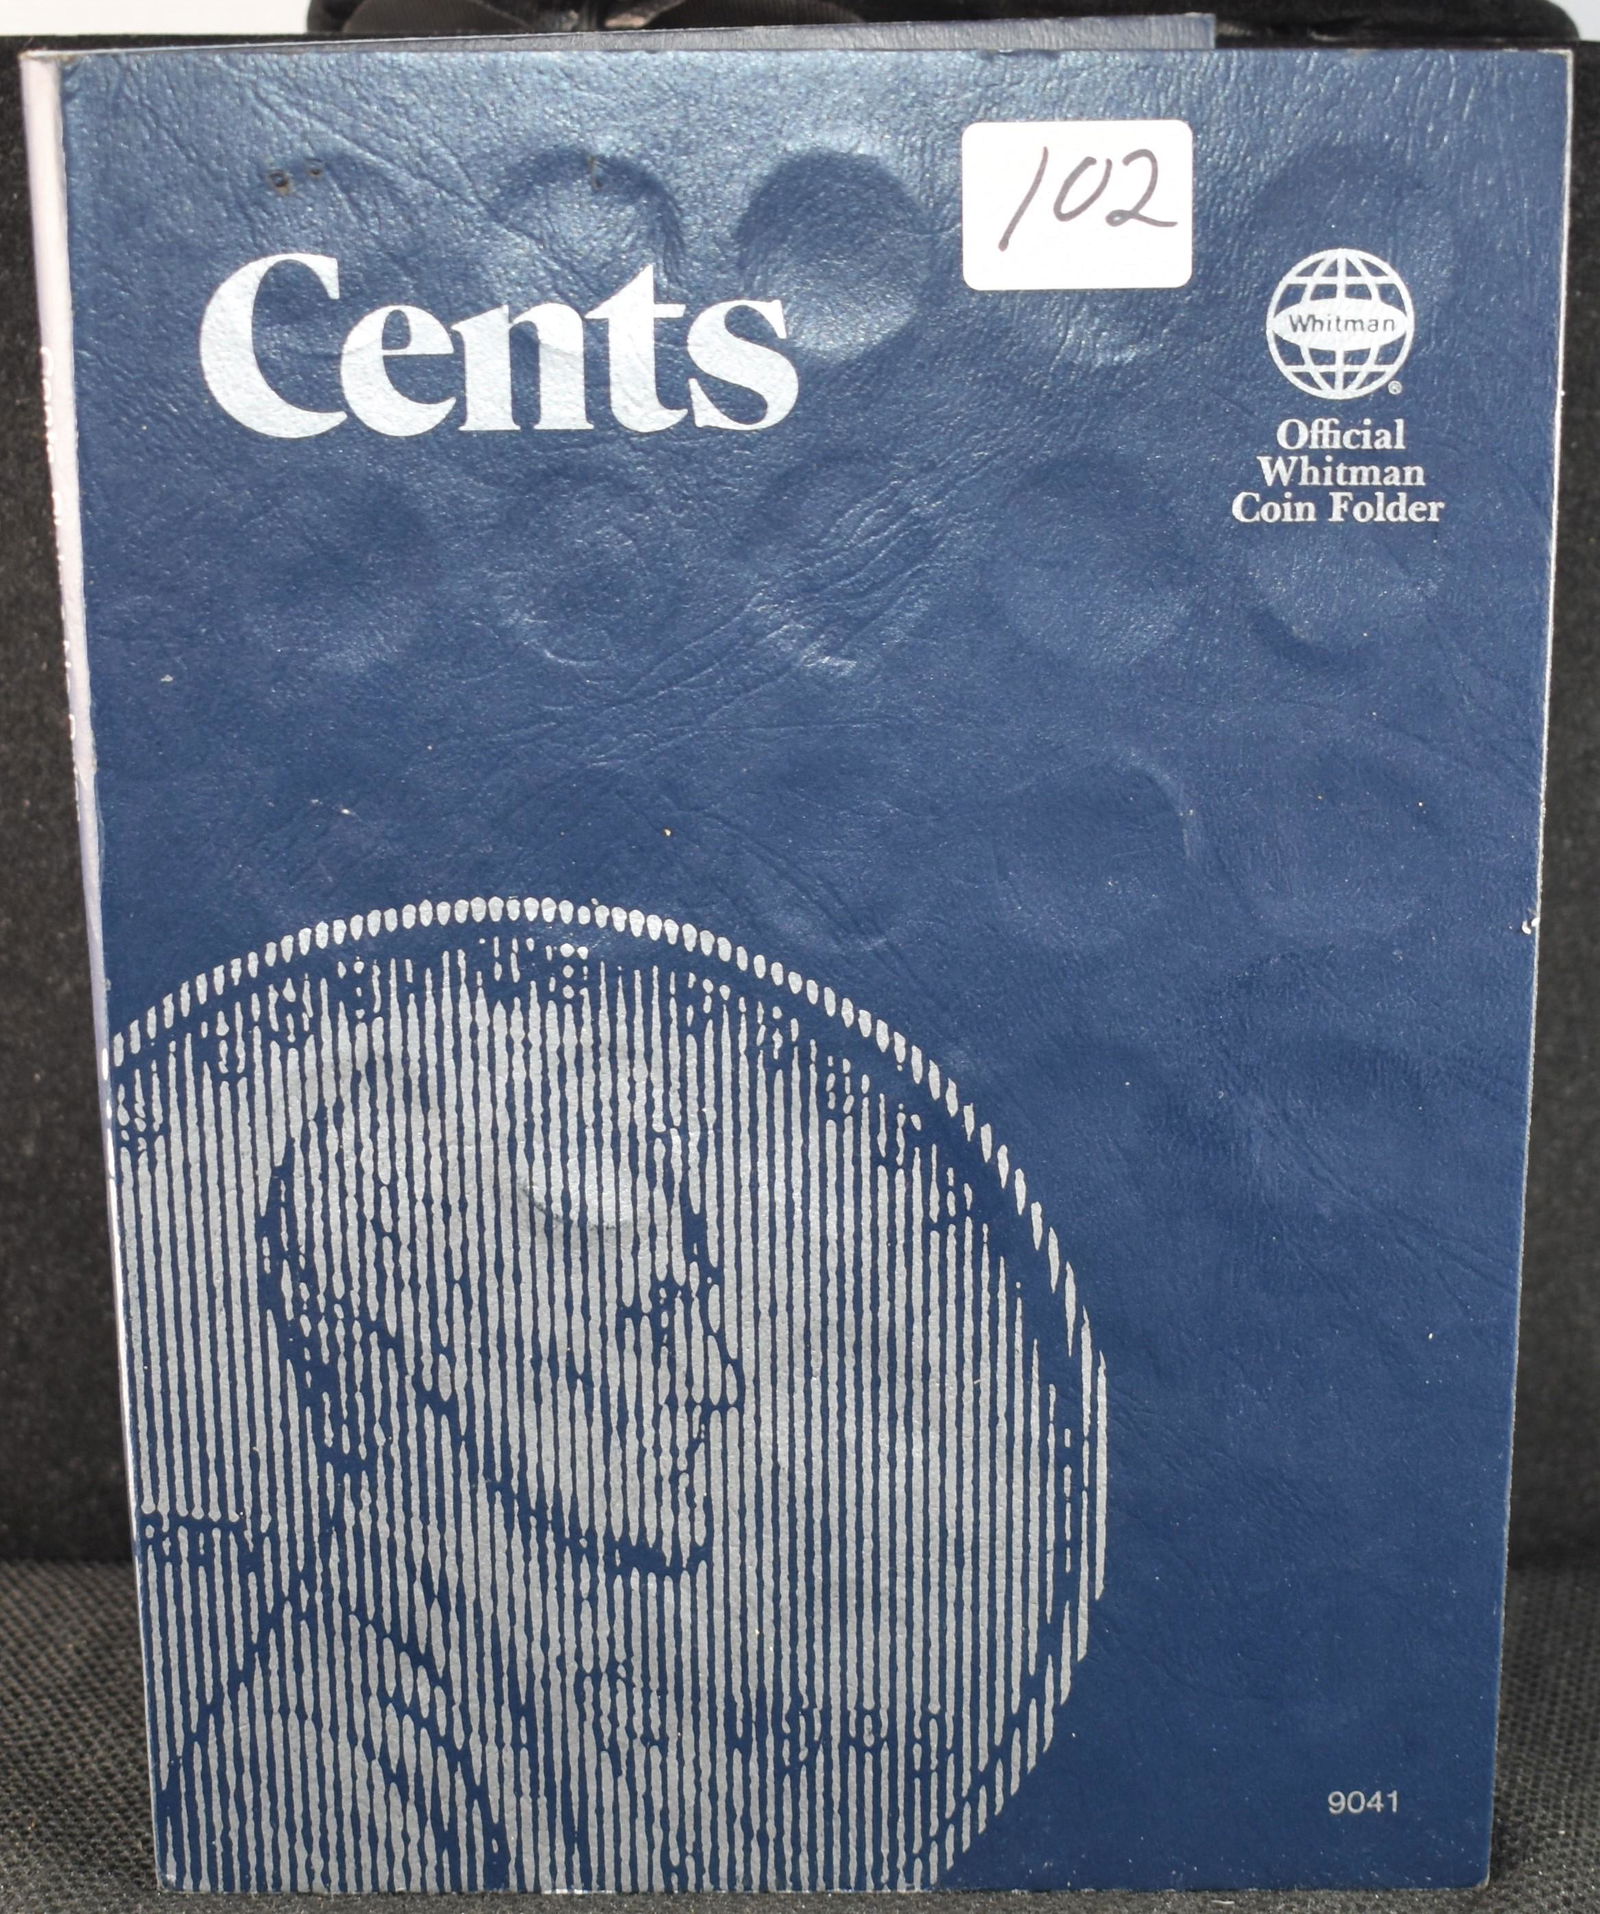 102
Cents
Whitman
®
Official
Whitman
Coin Folder
9041